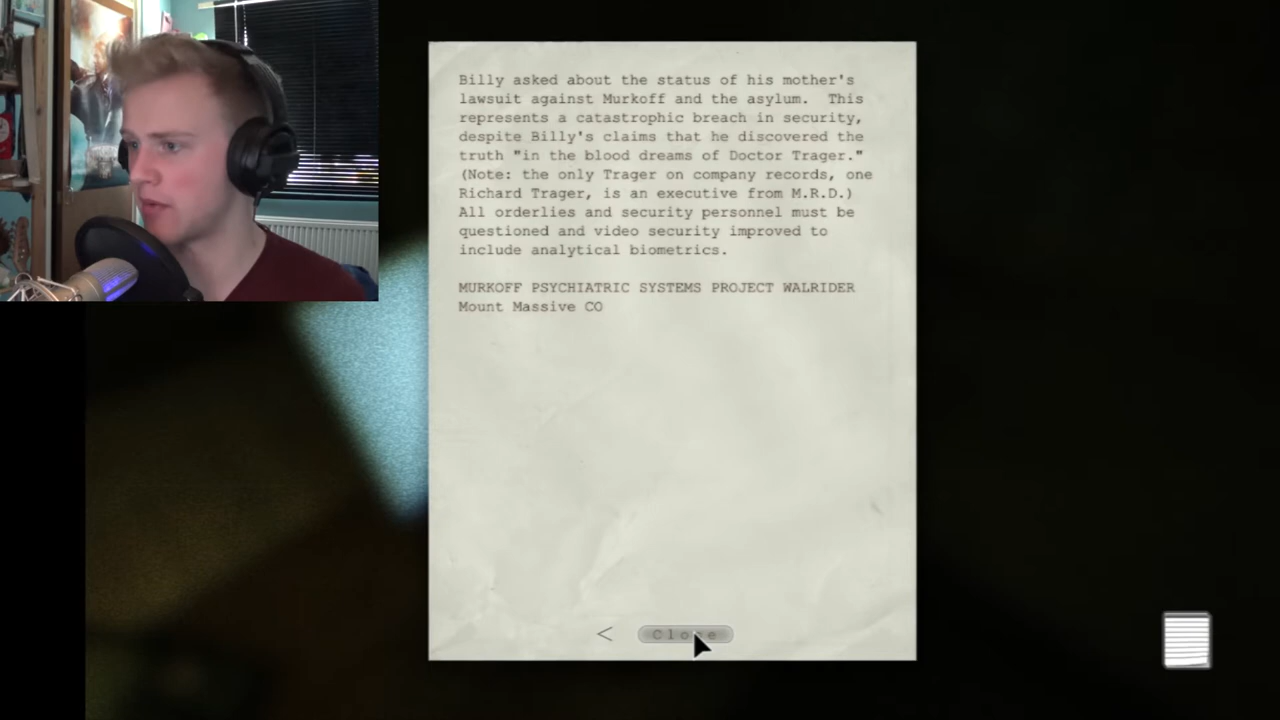 Billy asked about the status of his mother's
lawsuit against Murkoff and the asylum.  This
represents a catastrophic breach in security,
despite Billy's claims that he discovered the
truth "in the blood dreams of Doctor Trager."
(Note: the only Trager on company records, one
Richard Trager, is an executive from M.R.D.)
All orderlies and security personnel must be
questioned and video security improved to
include analytical biometrics.
MURKOFF PSYCHIATRIC SYSTEMS PROJECT WALRIDER
Mount Massive CO
< Close